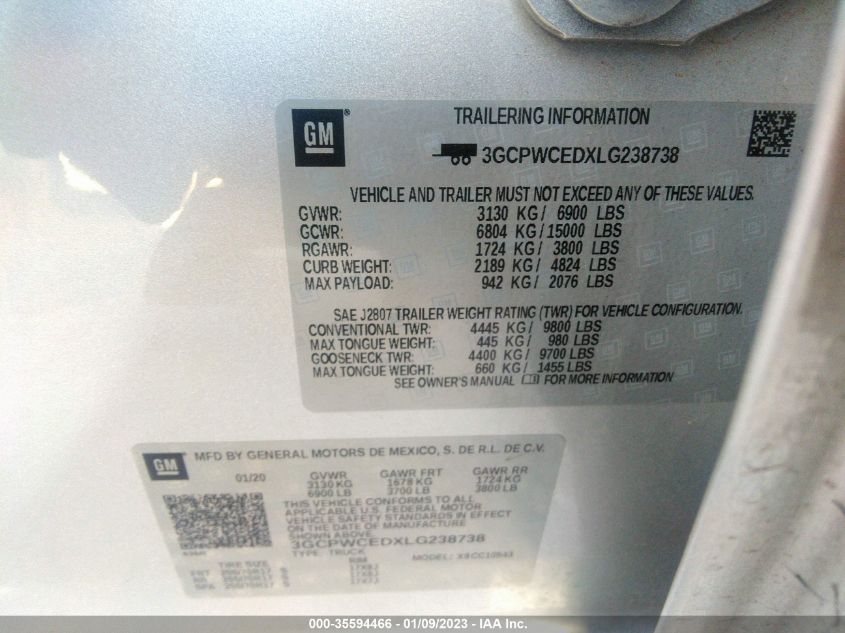 GM ®
TRAILERING INFORMATION
3GCPWCEDXLG238738
VEHICLE AND TRAILER MUST NOT EXCEED ANY OF THESE VALUES.
GVWR: 3130 KG/ 6900 LBS
GCWR: 6804 KG/15000 LBS
RGAWR: 1724 KG/ 3800 LBS
CURB WEIGHT: 2189 KG/ 4824 LBS
MAX PAYLOAD: 942 KG/ 2076 LBS
SAE J2807 TRAILER WEIGHT RATING (TWR) FOR VEHICLE CONFIGURATION.
CONVENTIONAL TWR: 4445 KG/ 9800 LBS
MAX TONGUE WEIGHT: 445 KG/ 980 LBS
GOOSENECK TWR: 4400 KG/ 9700 LBS
MAX TONGUE WEIGHT: 660 KG/ 1455 LBS
SEE OWNER'S MANUAL FOR MORE INFORMATION
GM
MFD BY GENERAL MOTORS DE MEXICO, S. DE R.L. DE C.V.
01/20 GVWR GAWR FRT GAWR RR
3130 KG 1678 KG 1724 KG
6900 LB 3700 LB 3800 LB
THIS VEHICLE CONFORMS TO ALL
APPLICABLE U.S. FEDERAL MOTOR
VEHICLE SAFETY STANDARDS IN EFFECT
SHOWN ABOVE.
3GCPWCEDXLG238738
TYPE: TRUCK MODEL:
TIRE SIZE RIM
FRT
RR
SPA
000-35594466 - 01/09/2023 - IAA Inc.